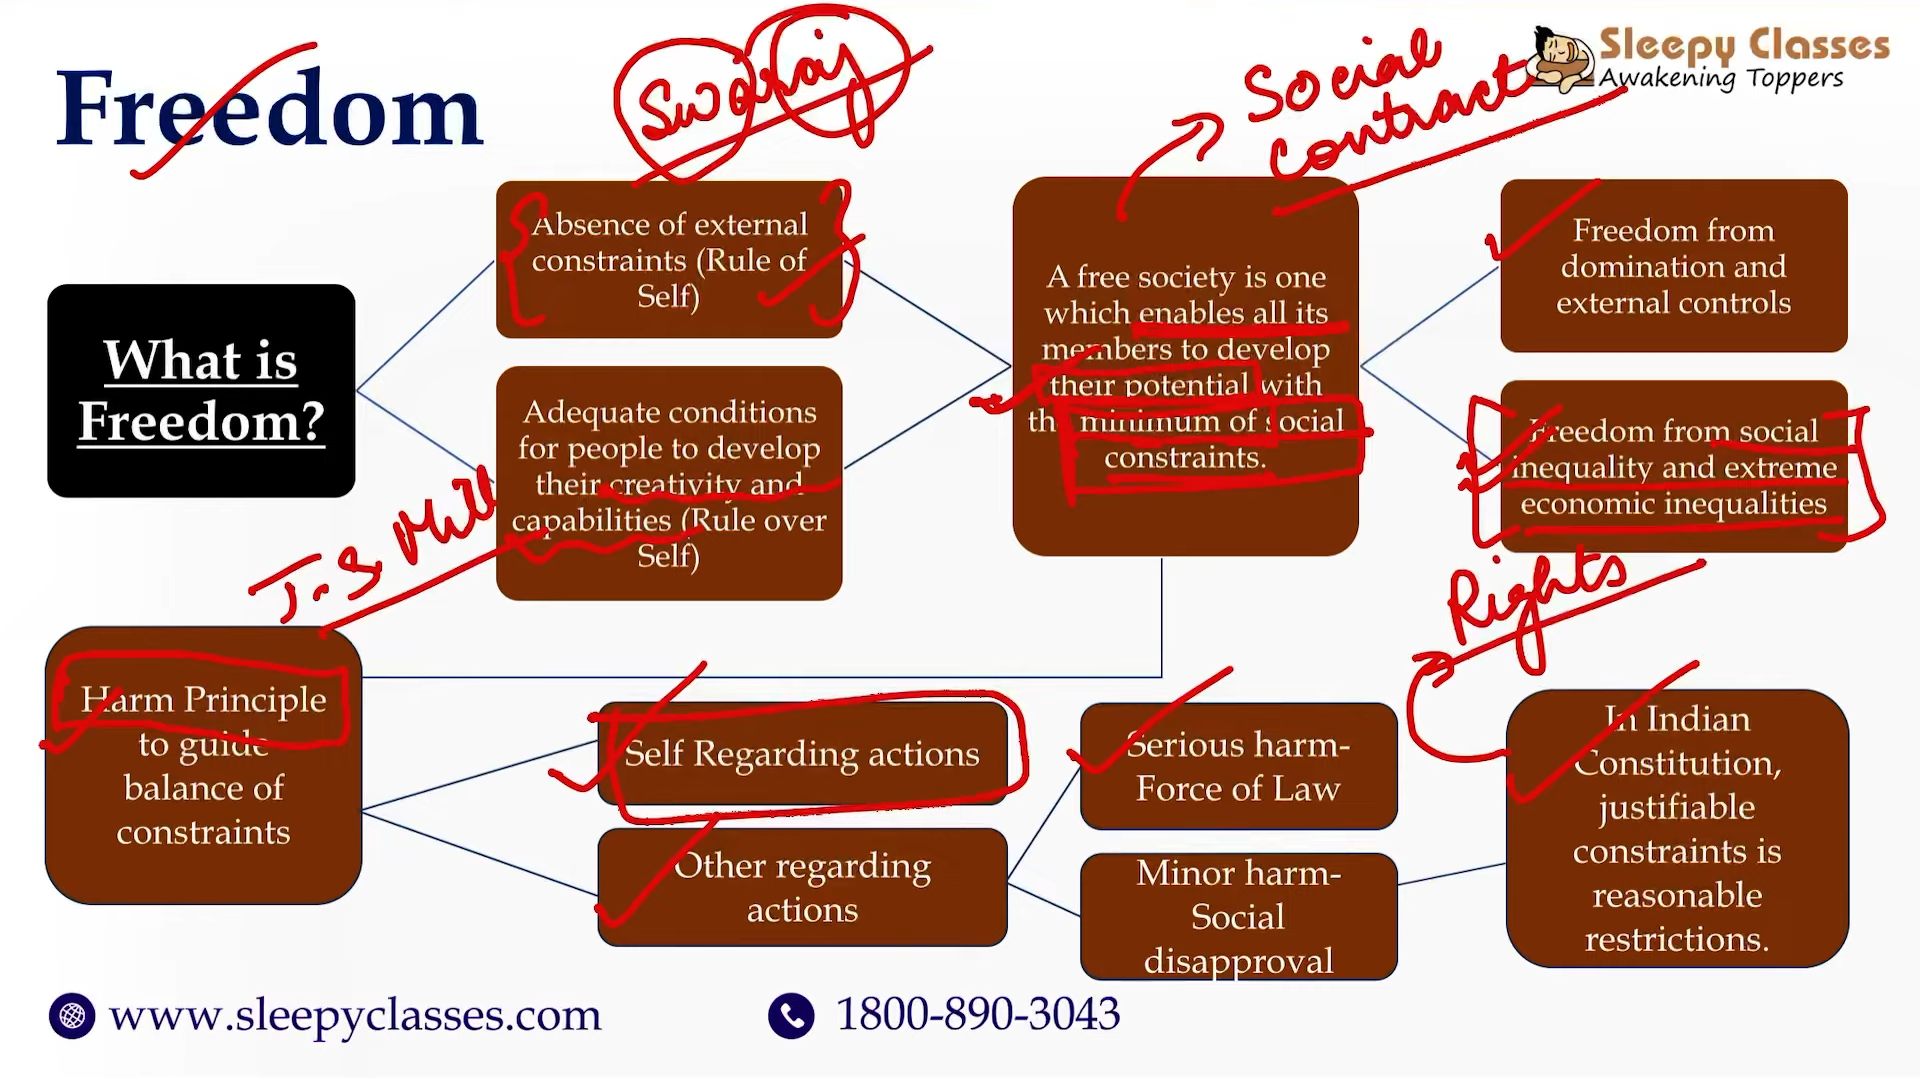 Freedom
Swaraj
Social
contract
Sleepy Classes
Awakening Toppers
What is
Freedom?
Absence of external
constraints (Rule of
Self)
Adequate conditions
for people to develop
their creativity and
capabilities (Rule over
Self)
A free society is one
which enables all its
members to develop
their potential with
the minimum of social
constraints.
Freedom from
domination and
external controls
Freedom from social
inequality and extreme
economic inequalities
J.S Mill
Rights
Harm Principle
to guide
balance of
constraints
Self Regarding actions
Other regarding
actions
Serious harm-
Force of Law
Minor harm-
Social
disapproval
In Indian
Constitution,
justifiable
constraints is
reasonable
restrictions.
www.sleepyclasses.com
1800-890-3043